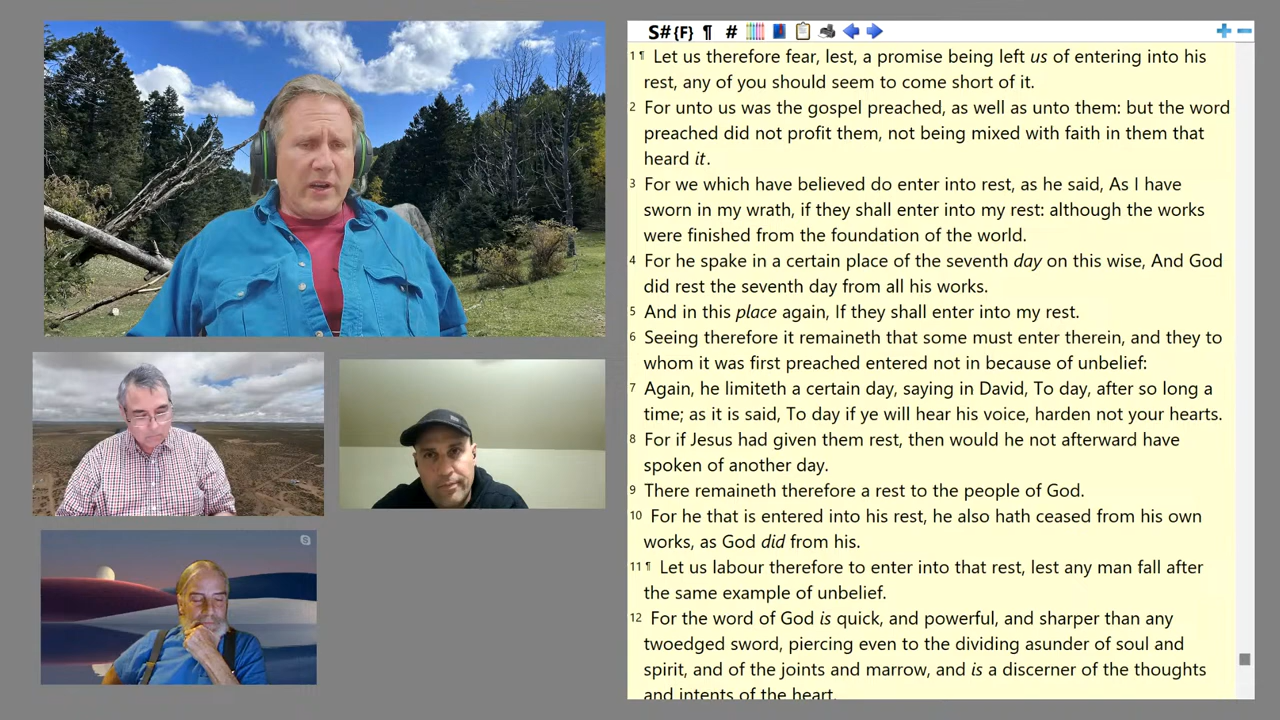 S#{F} ¶ #
1 ¶ Let us therefore fear, lest, a promise being left us of entering into his
rest, any of you should seem to come short of it.
2 For unto us was the gospel preached, as well as unto them: but the word
preached did not profit them, not being mixed with faith in them that
heard it.
3 For we which have believed do enter into rest, as he said, As I have
sworn in my wrath, if they shall enter into my rest: although the works
were finished from the foundation of the world.
4 For he spake in a certain place of the seventh day on this wise, And God
did rest the seventh day from all his works.
5 And in this place again, If they shall enter into my rest.
6 Seeing therefore it remaineth that some must enter therein, and they to
whom it was first preached entered not in because of unbelief:
7 Again, he limiteth a certain day, saying in David, To day, after so long a
time; as it is said, To day if ye will hear his voice, harden not your hearts.
8 For if Jesus had given them rest, then would he not afterward have
spoken of another day.
9 There remaineth therefore a rest to the people of God.
10 For he that is entered into his rest, he also hath ceased from his own
works, as God did from his.
11 ¶ Let us labour therefore to enter into that rest, lest any man fall after
the same example of unbelief.
12 For the word of God is quick, and powerful, and sharper than any
twoedged sword, piercing even to the dividing asunder of soul and
spirit, and of the joints and marrow, and is a discerner of the thoughts
and intents of the heart.